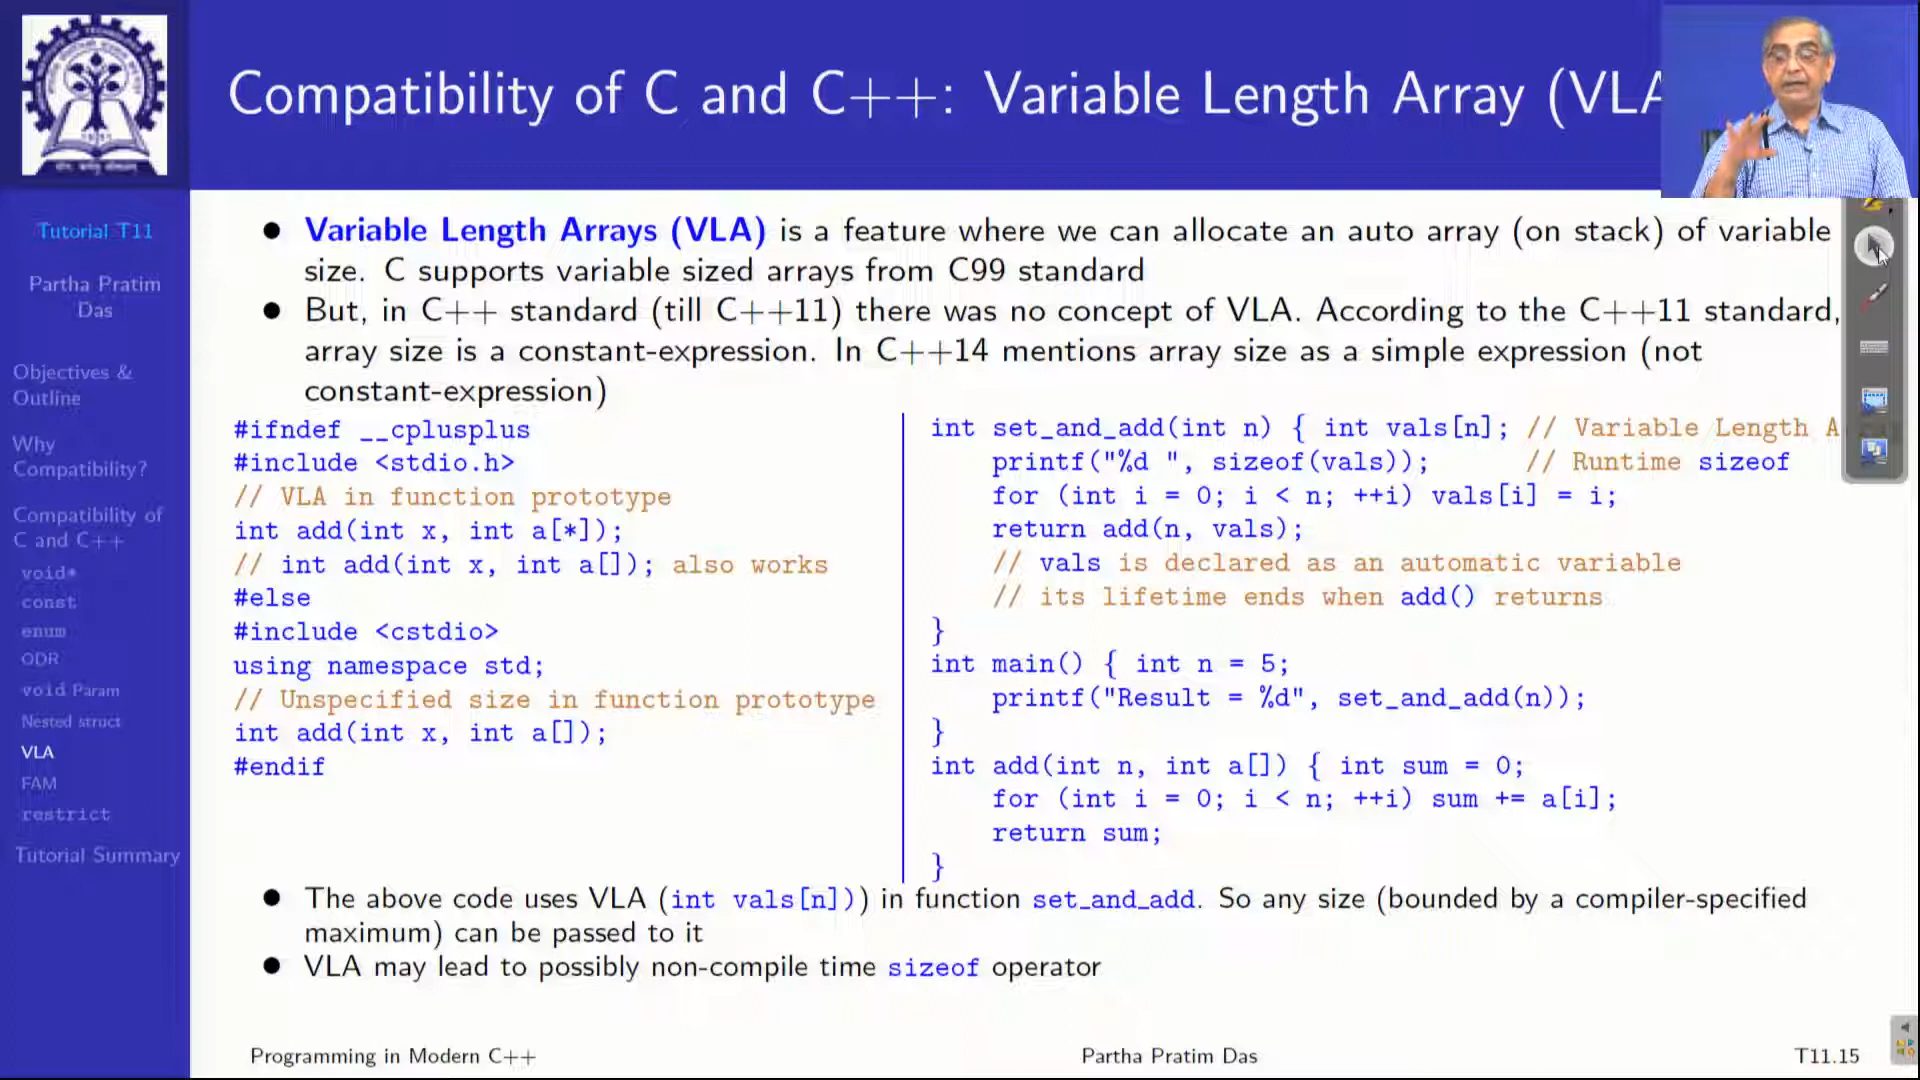 Compatibility of C and C++: Variable Length Array (VLA
Tutorial T11
Partha Pratim
Das
Objectives &
Outline
Why
Compatibility?
Compatibility of
C and C++
void*
const
enum
ODR
void Param
Nested struct
VLA
FAM
restrict
Tutorial Summary
● Variable Length Arrays (VLA) is a feature where we can allocate an auto array (on stack) of variable
size. C supports variable sized arrays from C99 standard
● But, in C++ standard (till C++11) there was no concept of VLA. According to the C++11 standard,
array size is a constant-expression. In C++14 mentions array size as a simple expression (not
constant-expression)
#ifndef __cplusplus
#include <stdio.h>
// VLA in function prototype
int add(int x, int a[*]);
// int add(int x, int a[]); also works
#else
#include <cstdio>
using namespace std;
// Unspecified size in function prototype
int add(int x, int a[]);
#endif
int set_and_add(int n) { int vals[n]; // Variable Length A
printf("%d ", sizeof(vals)); // Runtime sizeof
for (int i = 0; i < n; ++i) vals[i] = i;
return add(n, vals);
// vals is declared as an automatic variable
// its lifetime ends when add() returns
}
int main() { int n = 5;
printf("Result = %d", set_and_add(n));
}
int add(int n, int a[]) { int sum = 0;
for (int i = 0; i < n; ++i) sum += a[i];
return sum;
}
● The above code uses VLA (int vals[n])) in function set_and_add. So any size (bounded by a compiler-specified
maximum) can be passed to it
● VLA may lead to possibly non-compile time sizeof operator
Programming in Modern C++
Partha Pratim Das
T11.15